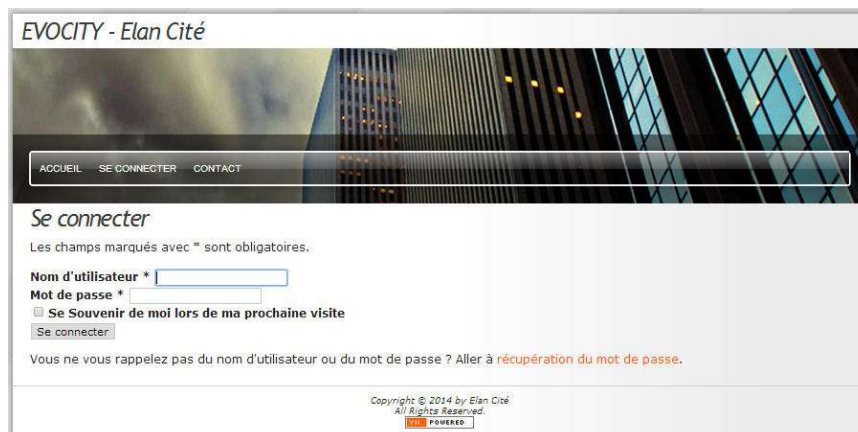 EVOCITY - Elan Cité
ACCUEIL SE CONNECTER CONTACT
Se connecter
Les champs marqués avec * sont obligatoires.
Nom d'utilisateur *
Mot de passe *
Se Souvenir de moi lors de ma prochaine visite
Se connecter
Vous ne vous rappelez pas du nom d'utilisateur ou du mot de passe ? Aller à récupération du mot de passe.
Copyright © 2014 by Elan Cité
All Rights Reserved.
YII POWERED